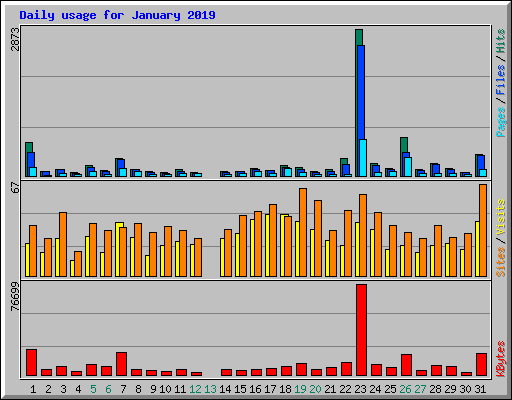 Daily usage for January 2019
2873
Pages / Files / Hits
67
Sites / Visits
76699
KBytes
1 2 3 4 5 6 7 8 9 10 11 12 13 14 15 16 17 18 19 20 21 22 23 24 25 26 27 28 29 30 31